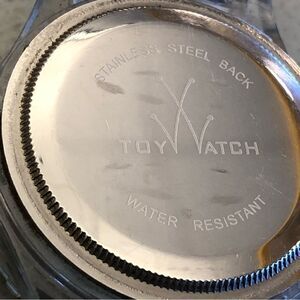 STAINLESS STEEL BACK
TOYWATCH
WATER RESISTANT